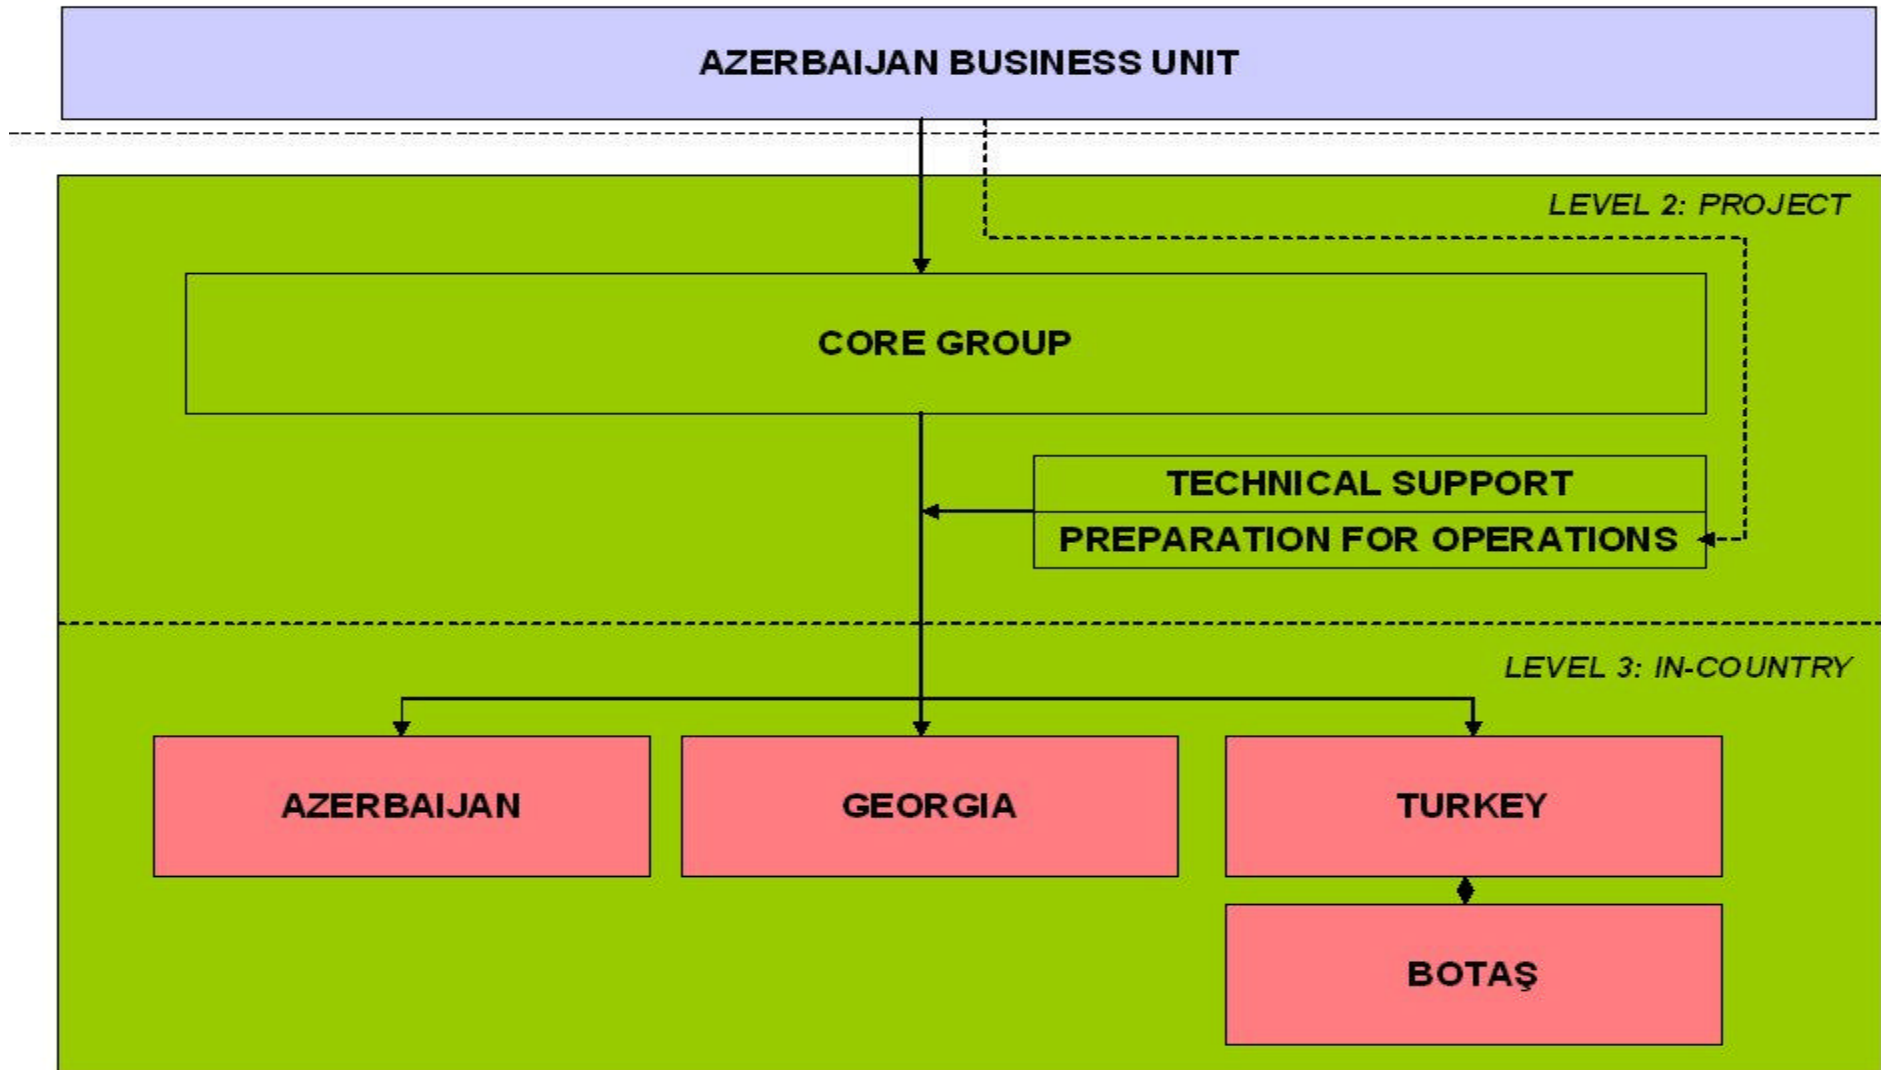 AZERBAIJAN BUSINESS UNIT
LEVEL 2: PROJECT
CORE GROUP
TECHNICAL SUPPORT
PREPARATION FOR OPERATIONS
LEVEL 3: IN-COUNTRY
AZERBAIJAN
GEORGIA
TURKEY
BOTAŞ